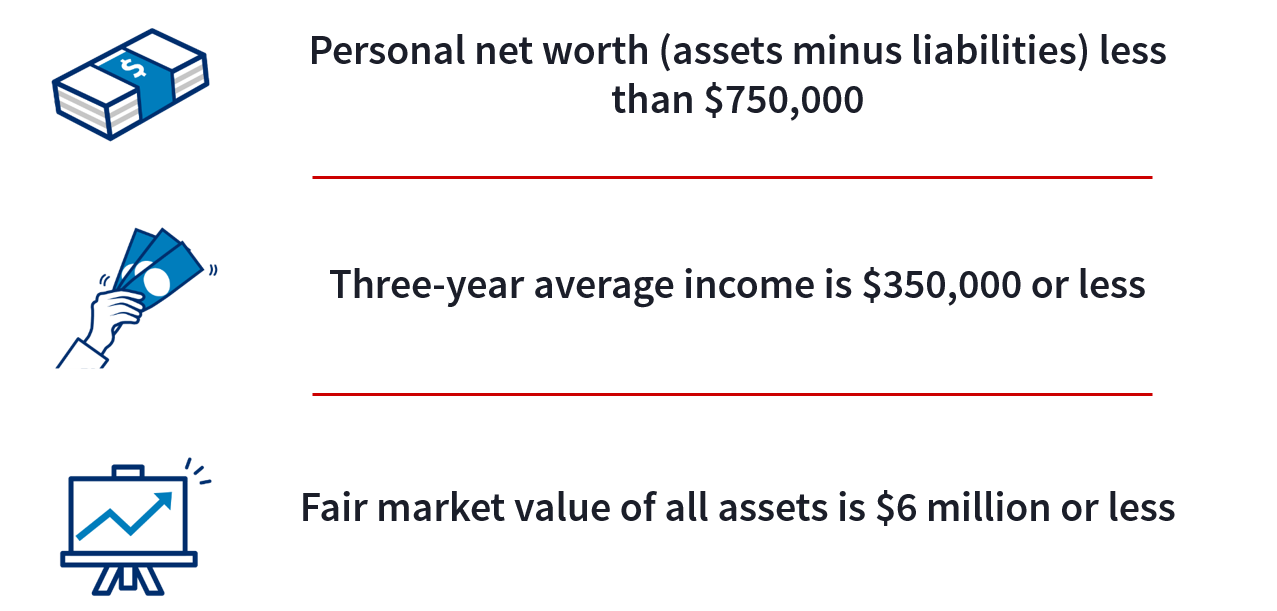 Personal net worth (assets minus liabilities) less
than $750,000
Three-year average income is $350,000 or less
Fair market value of all assets is $6 million or less